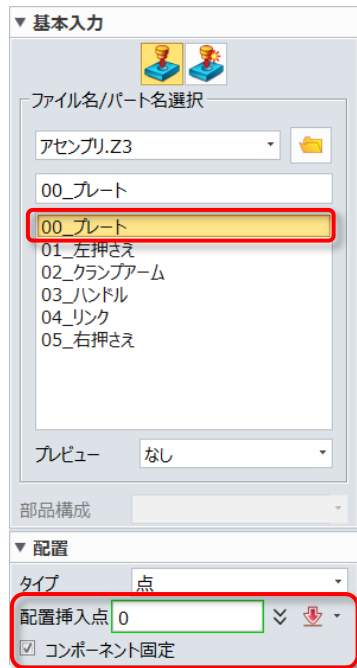 ▼ 基本入力
ファイル名/パート名選択
アセンブリ.Z3
00_プレート
00_プレート
01_左押さえ
02_クランプアーム
03_ハンドル
04_リンク
05_右押さえ
プレビュー なし
部品構成
▼ 配置
タイプ 点
配置挿入点 0
コンポーネント固定